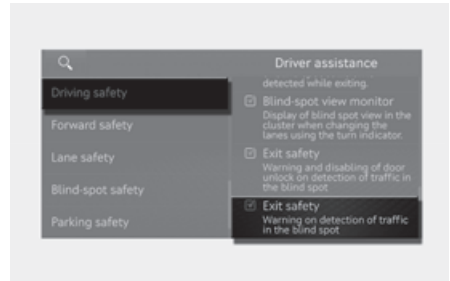 Driver assistance
Driving safety
Forward safety
Lane safety
Blind-spot safety
Parking safety
detected while exiting.
Blind-spot view monitor
Display of blind spot view in the
cluster when changing the
lanes using the turn indicator.
Exit safety
Warning and disabling of door
unlock on detection of traffic in
the blind spot
Exit safety
Warning on detection of traffic
in the blind spot